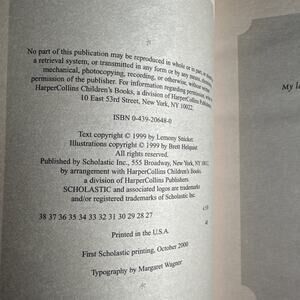 No part of this publication may be reproduced in whole or in part, or
a retrieval system, or transmitted in any form or by any means, electronic,
mechanical, photocopying, recording, or otherwise, without written
permission of the publisher. For information regarding permission, write to
HarperCollins Children's Books, a division of HarperCollins Publishers,
10 East 53rd Street, New York, NY 10022.
ISBN 0-439-20648-0
Text copyright © 1999 by Lemony Snicket
Illustrations copyright © 1999 by Brett Helquist
All rights reserved.
Published by Scholastic Inc., 555 Broadway, New York, NY
by arrangement with HarperCollins Children's Books,
a division of HarperCollins Publishers.
SCHOLASTIC and associated logos are trademarks
and/or registered trademarks of Scholastic Inc.
38 37 36 35 34 33 32 31 30 29 28 27
Printed in the U.S.A.
First Scholastic printing, October 2000
Typography by Margaret Wagner
My